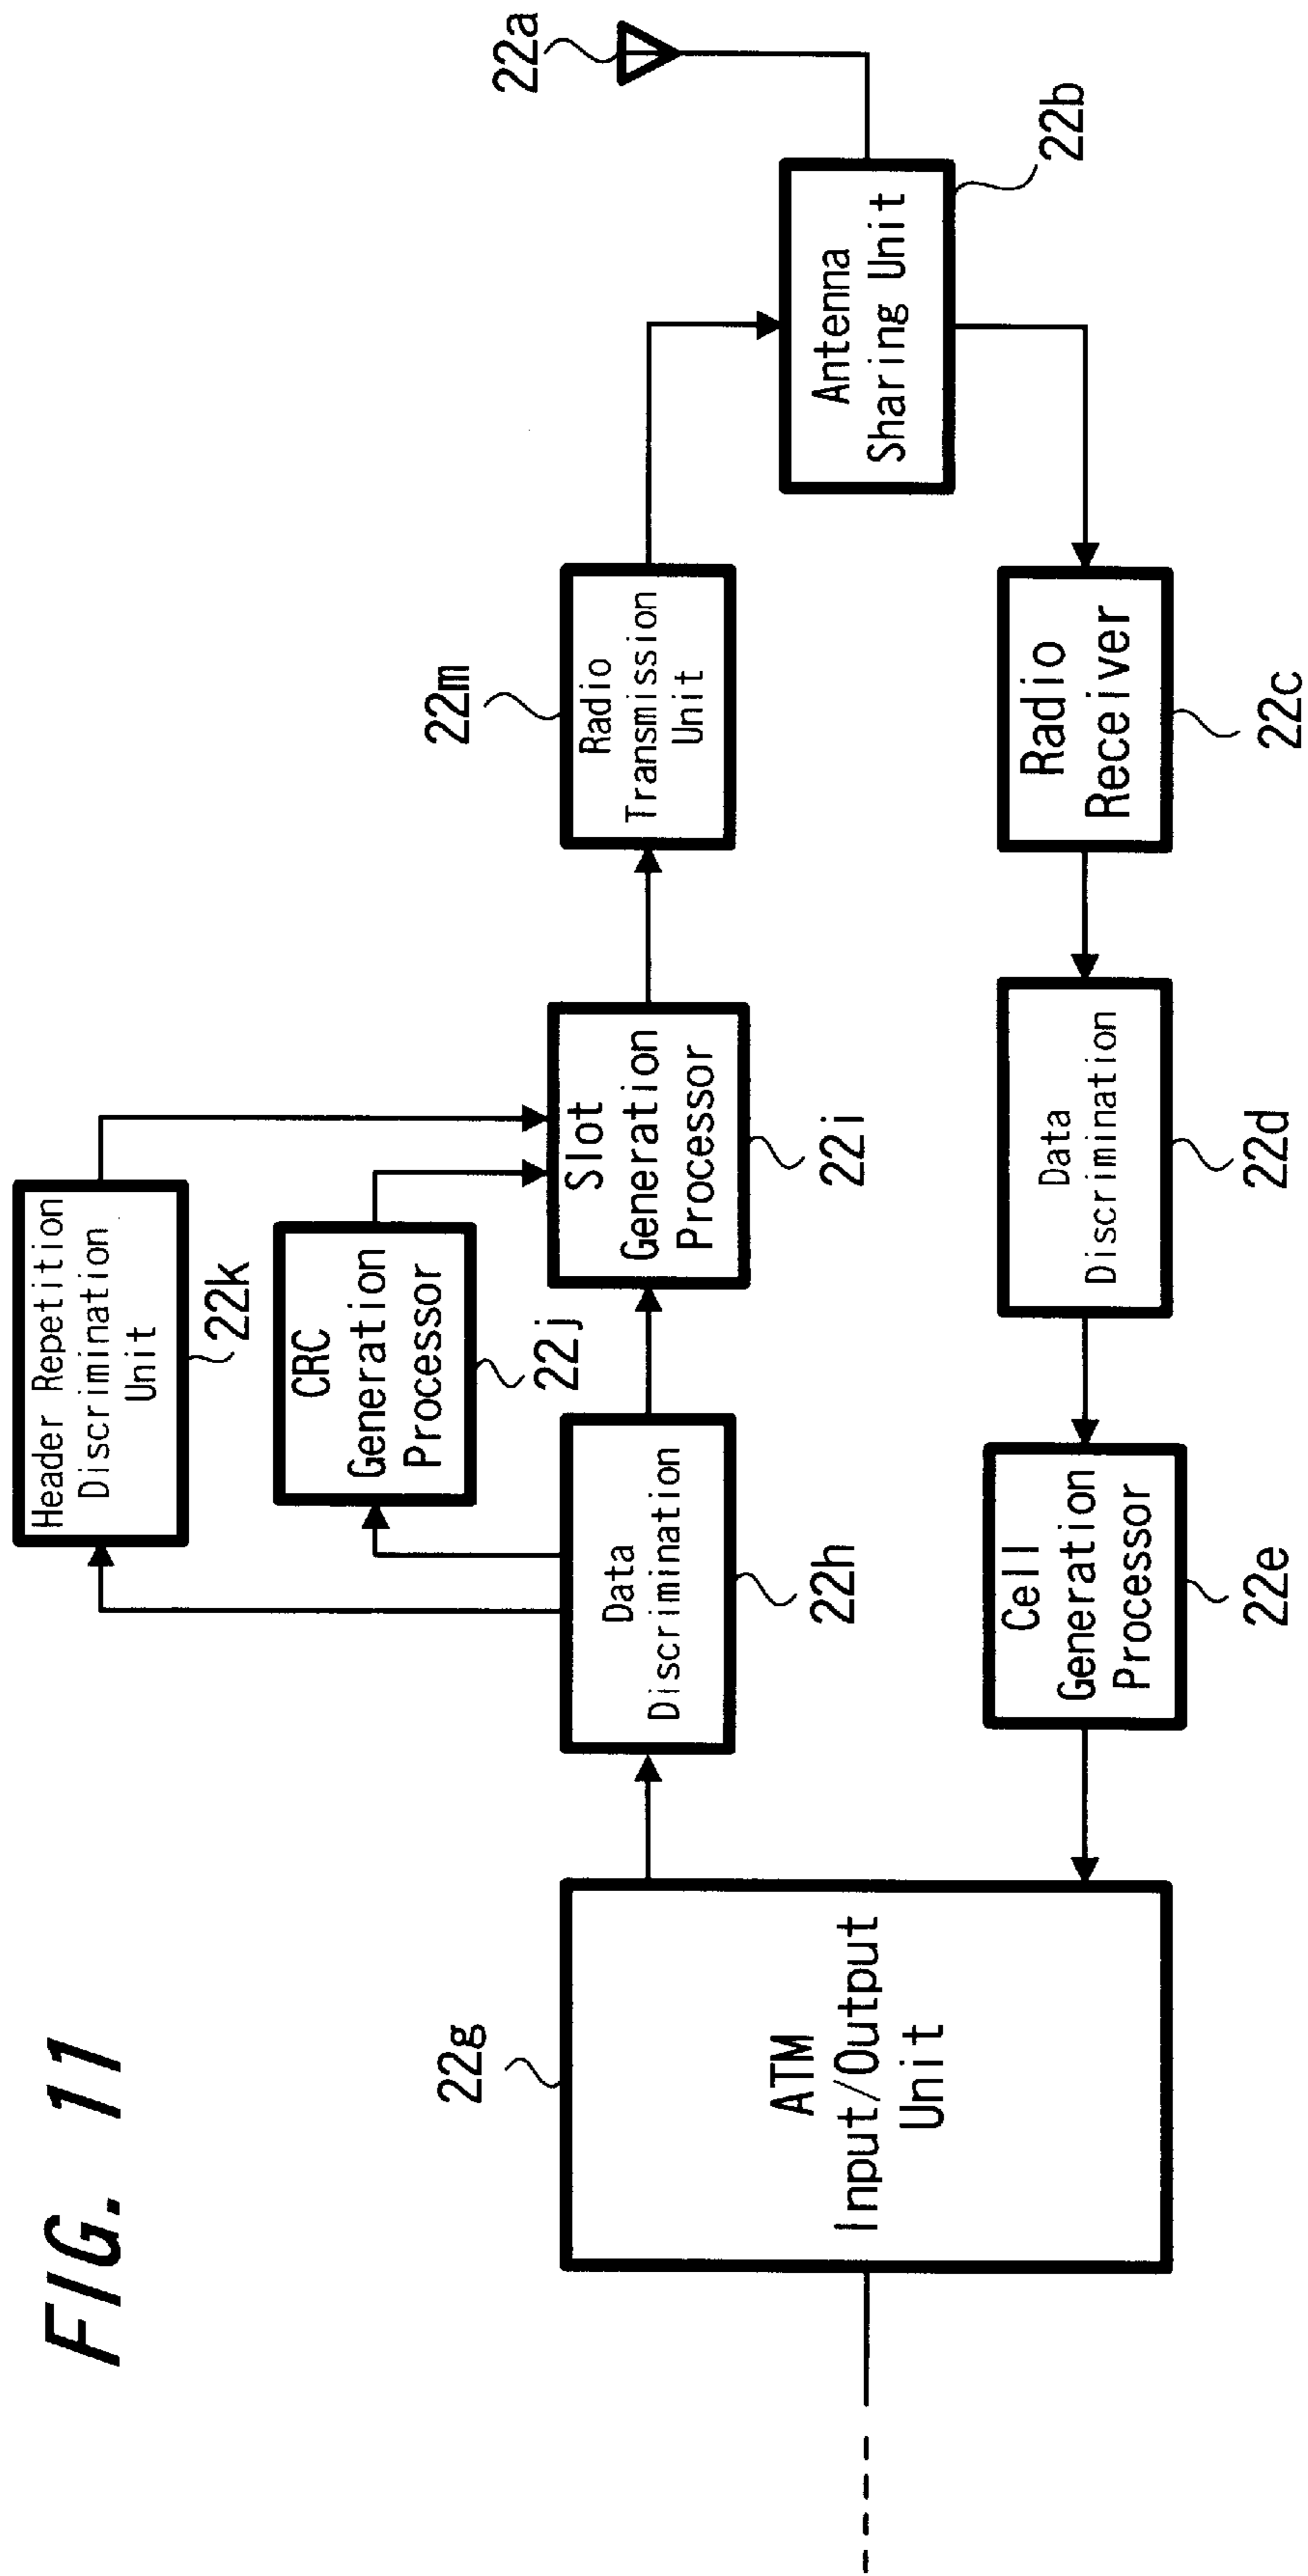 FIG. 11
Header Repetition
Discrimination
Unit
22k
CRC
Generation
Processor
22j
22g
ATM
Input/Output
Unit
Data
Discrimination
22h
Slot
Generation
Processor
22i
22m
Radio
Transmission
Unit
22a
Antenna
Sharing Unit
22b
Cell
Generation
Processor
22e
Data
Discrimination
22d
Radio
Receiver
22c